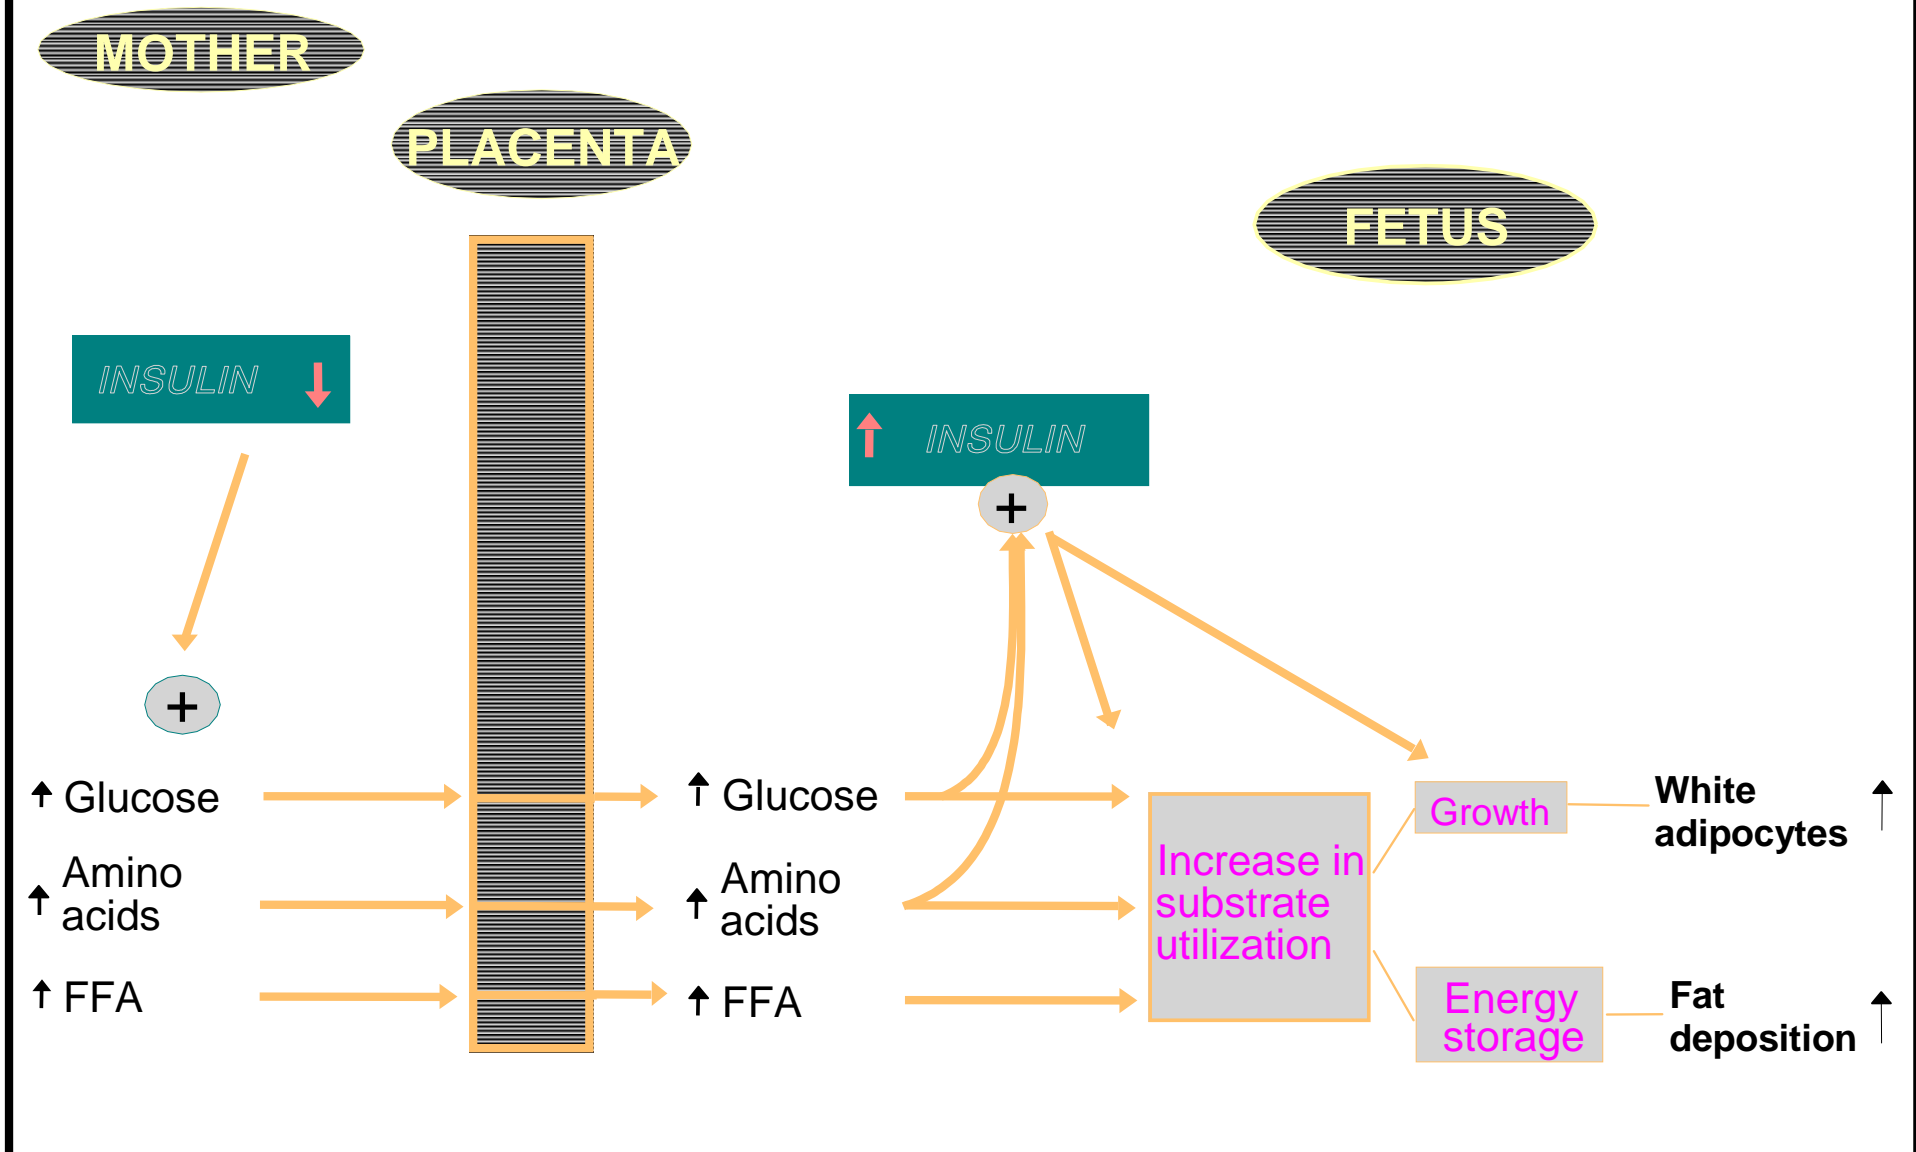 MOTHER
PLACENTA
FETUS
INSULIN
INSULIN
+
+
Glucose
Amino
acids
FFA
Glucose
Amino
acids
FFA
Increase in
substrate
utilization
Growth
Energy
storage
White
adipocytes
Fat
deposition